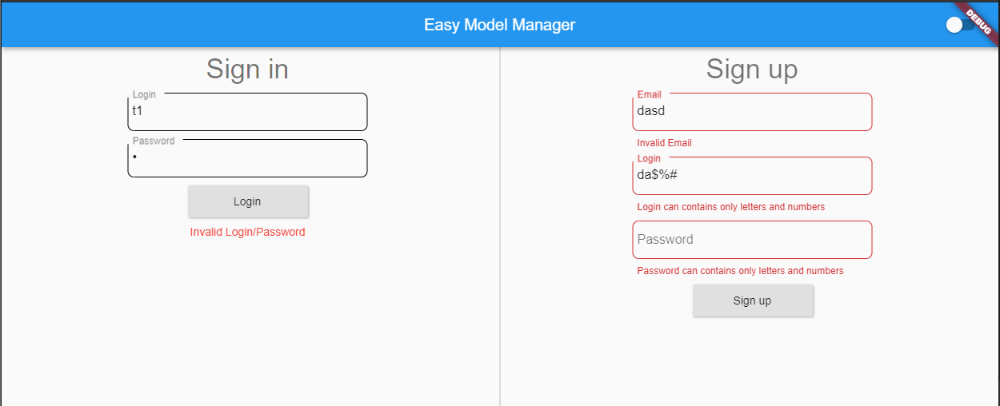 Easy Model Manager
DEBUG
Sign in
Login
t1
Password
•
Login
Invalid Login/Password
Sign up
Email
dasd
Invalid Email
Login
da$%#
Login can contains only letters and numbers
Password
Password can contains only letters and numbers
Sign up